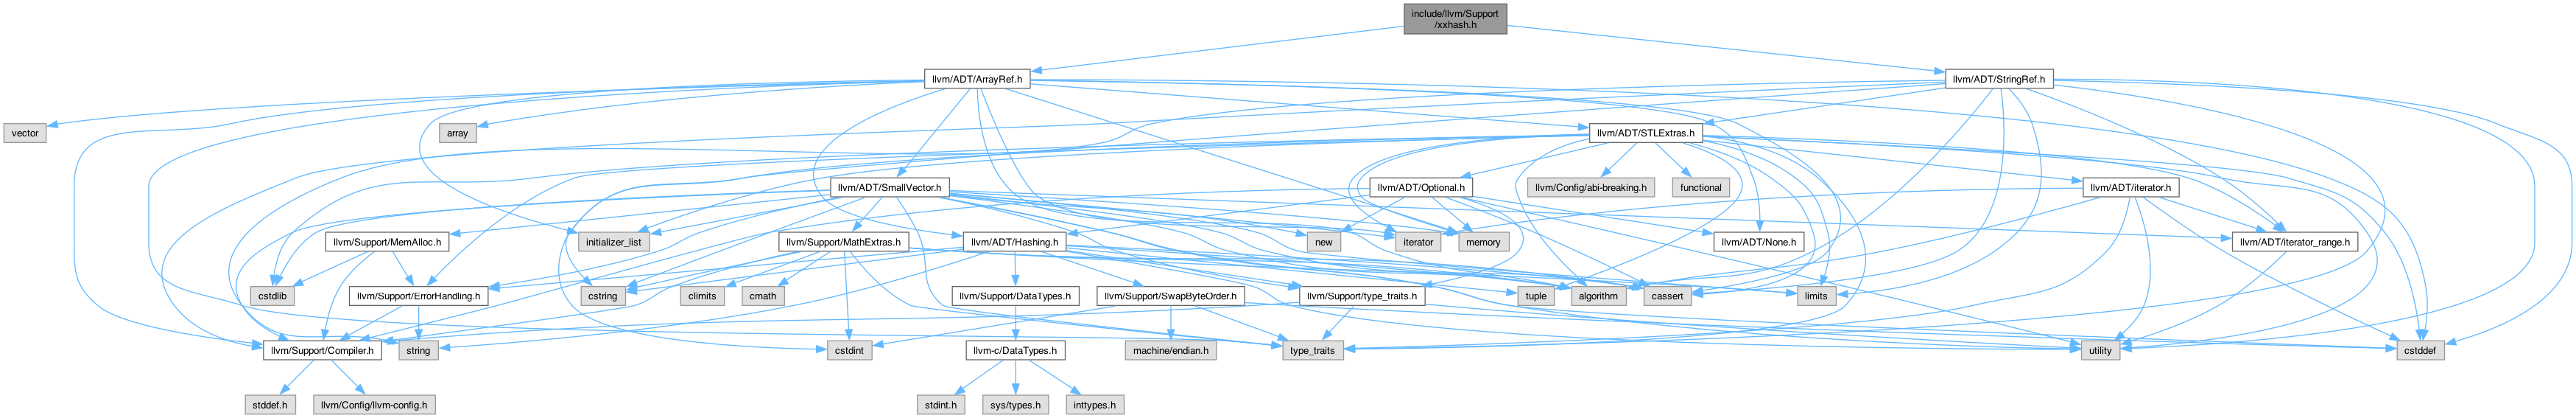 include/llvm/Support
/xxhash.h
llvm/ADT/ArrayRef.h
llvm/ADT/StringRef.h
vector
array
llvm/ADT/STLExtras.h
llvm/ADT/SmallVector.h
llvm/ADT/Optional.h
llvm/Config/abi-breaking.h
functional
llvm/ADT/iterator.h
llvm/Support/MemAlloc.h
initializer_list
llvm/Support/MathExtras.h
llvm/ADT/Hashing.h
new
iterator
memory
llvm/ADT/None.h
llvm/ADT/iterator_range.h
cstdlib
llvm/Support/ErrorHandling.h
cstring
climits
cmath
llvm/Support/DataTypes.h
llvm/Support/SwapByteOrder.h
llvm/Support/type_traits.h
tuple
algorithm
cassert
limits
llvm/Support/Compiler.h
string
cstdint
llvm-c/DataTypes.h
machine/endian.h
type_traits
utility
cstddef
stddef.h
llvm/Config/llvm-config.h
stdint.h
sys/types.h
inttypes.h